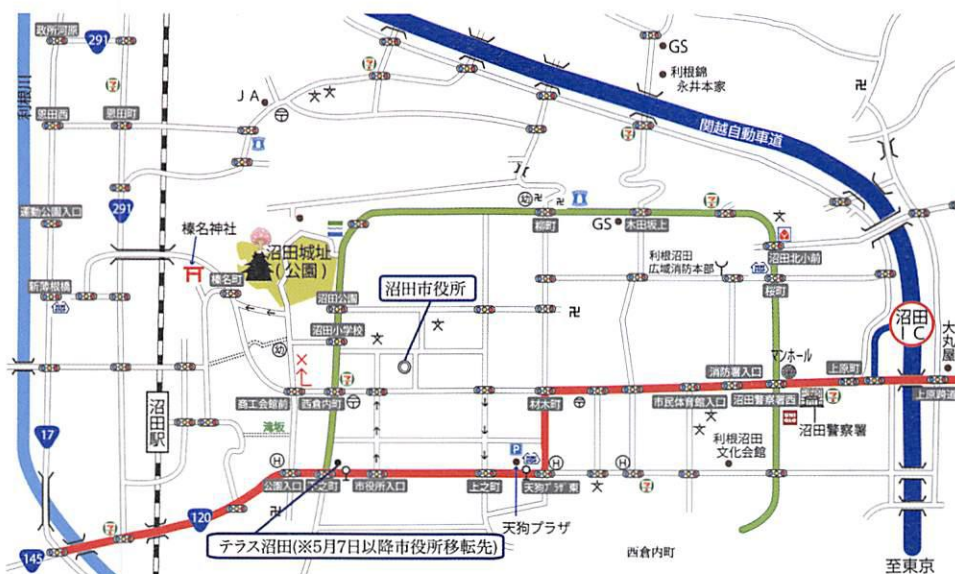 政所河原
291
GS
利根錦
永井本家
JA
利根川
恩田西
恩田町
関越自動車道
291
運動公園入口
榛名神社
沼田城址
(公園)
幼
柳町
GS
木田坂上
利根沼田
広域消防本部
沼田北小前
新薄根橋
榛名町
沼田公園
沼田市役所
桜町
沼田
IC
大丸屋
沼田小学校
幼
マンホール
消防署入口
上原町
商工会館前
西倉内町
材木町
市民体育館入口
沼田警察署西
上原跨道
沼田駅
滝坂
17
P
利根沼田
文化会館
沼田警察署
H
公園入口
下之町
市役所入口
上之町
天狗プラザ東
H
H
120
天狗プラザ
テラス沼田(※5月7日以降市役所移転先)
西倉内町
145
至東京